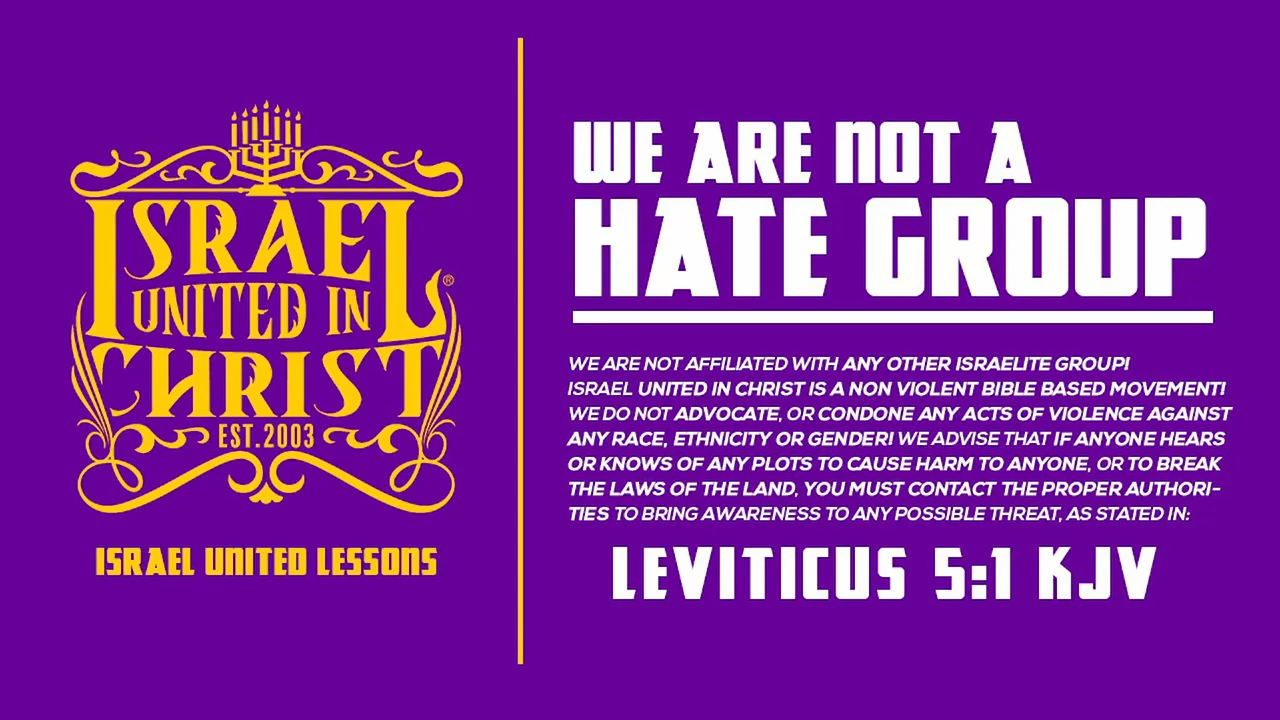 ISRAEL
UNITED IN
CHRIST®
EST.2003
ISRAEL UNITED LESSONS
WE ARE NOT A
HATE GROUP
WE ARE NOT AFFILIATED WITH ANY OTHER ISRAELITE GROUP!
ISRAEL UNITED IN CHRIST IS A NON VIOLENT BIBLE BASED MOVEMENT!
WE DO NOT ADVOCATE, OR CONDONE ANY ACTS OF VIOLENCE AGAINST
ANY RACE, ETHNICITY OR GENDER! WE ADVISE THAT IF ANYONE HEARS
OR KNOWS OF ANY PLOTS TO CAUSE HARM TO ANYONE, OR TO BREAK
THE LAWS OF THE LAND, YOU MUST CONTACT THE PROPER AUTHORI-
TIES TO BRING AWARENESS TO ANY POSSIBLE THREAT, AS STATED IN:
LEVITICUS 5:1 KJV